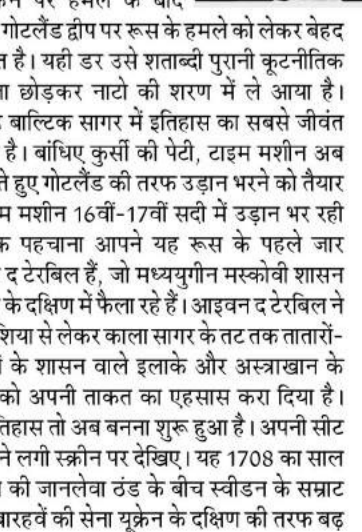 पर हमले के बाद
गोटलैंड द्वीप पर रूस के हमले को लेकर बेहद
है। यही डर उसे शताब्दी पुरानी कूटनीतिक
छोड़कर नाटो की शरण में ले आया है।
बाल्टिक सागर में इतिहास का सबसे जीवंत
है। बांधिए कुर्सी की पेटी, टाइम मशीन अब
हुए गोटलैंड की तरफ उड़ान भरने को तैयार
मशीन 16वीं-17वीं सदी में उड़ान भर रही
पहचाना आपने यह रूस के पहले जार
द टेरबिल हैं, जो मध्ययुगीन मस्कोवी शासन
के दक्षिण में फैला रहे हैं। आइवन द टेरबिल ने
शिया से लेकर काला सागर के तट तक तातारों-
के शासन वाले इलाके और अस्त्राखान के
को अपनी ताकत का एहसास करा दिया है।
तिहास तो अब बनना शुरू हुआ है। अपनी सीट
ने लगी स्क्रीन पर देखिए। यह 1708 का साल
की जानलेवा ठंड के बीच स्वीडन के सम्राट
बारहवें की सेना यूक्रेन के दक्षिण की तरफ बढ़